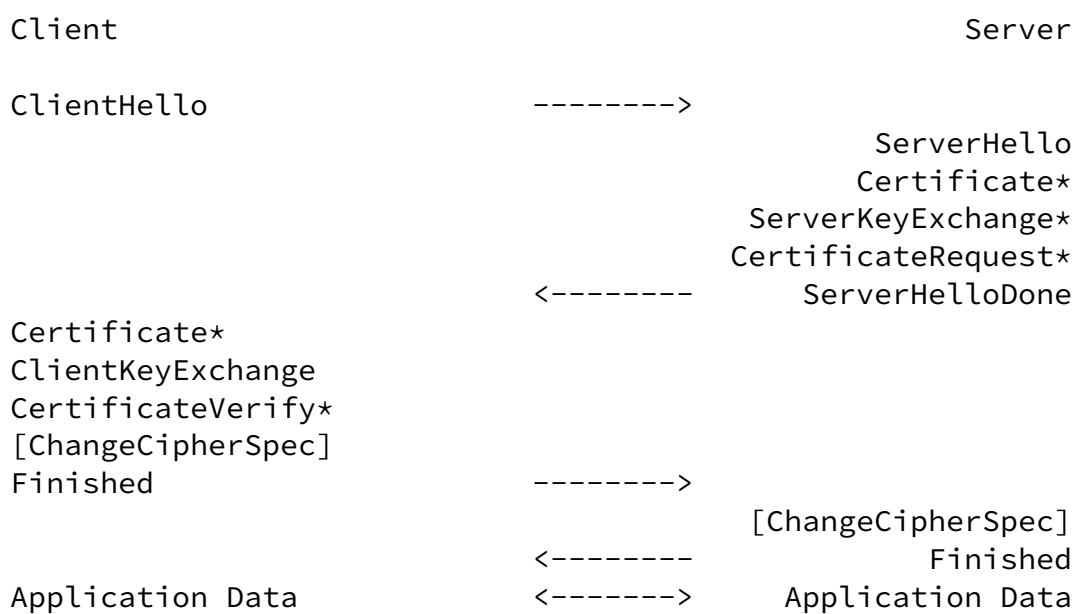 Client Server
ClientHello -------->
ServerHello
Certificate*
ServerKeyExchange*
CertificateRequest*
<-------- ServerHelloDone
Certificate*
ClientKeyExchange
CertificateVerify*
[ChangeCipherSpec]
Finished -------->
[ChangeCipherSpec]
<-------- Finished
Application Data <-------> Application Data